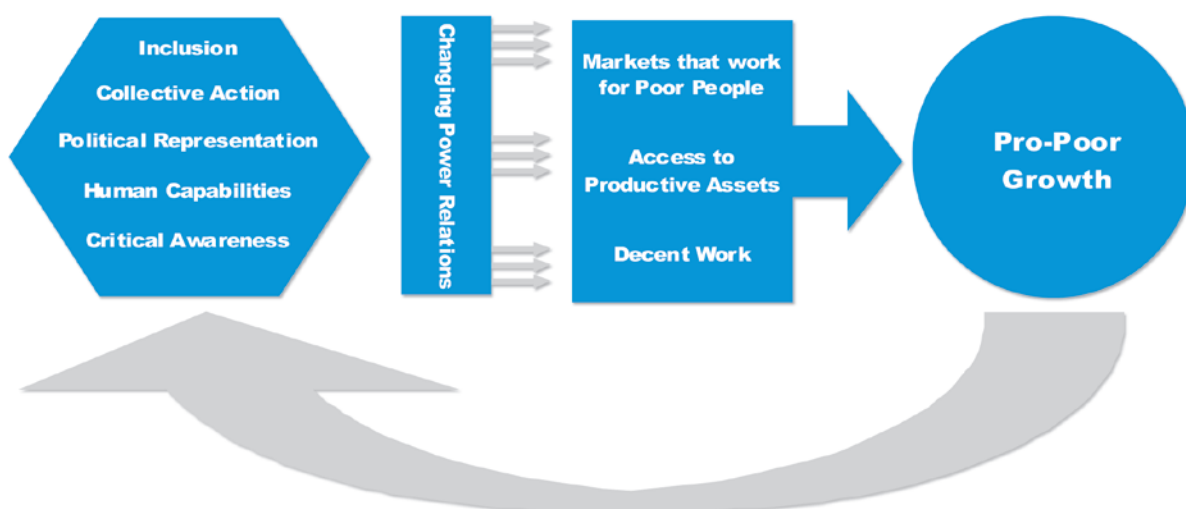 Inclusion
Collective Action
Political Representation
Human Capabilities
Critical Awareness
Changing Power Relations
Markets that work
for Poor People
Access to
Productive Assets
Decent Work
Pro-Poor
Growth